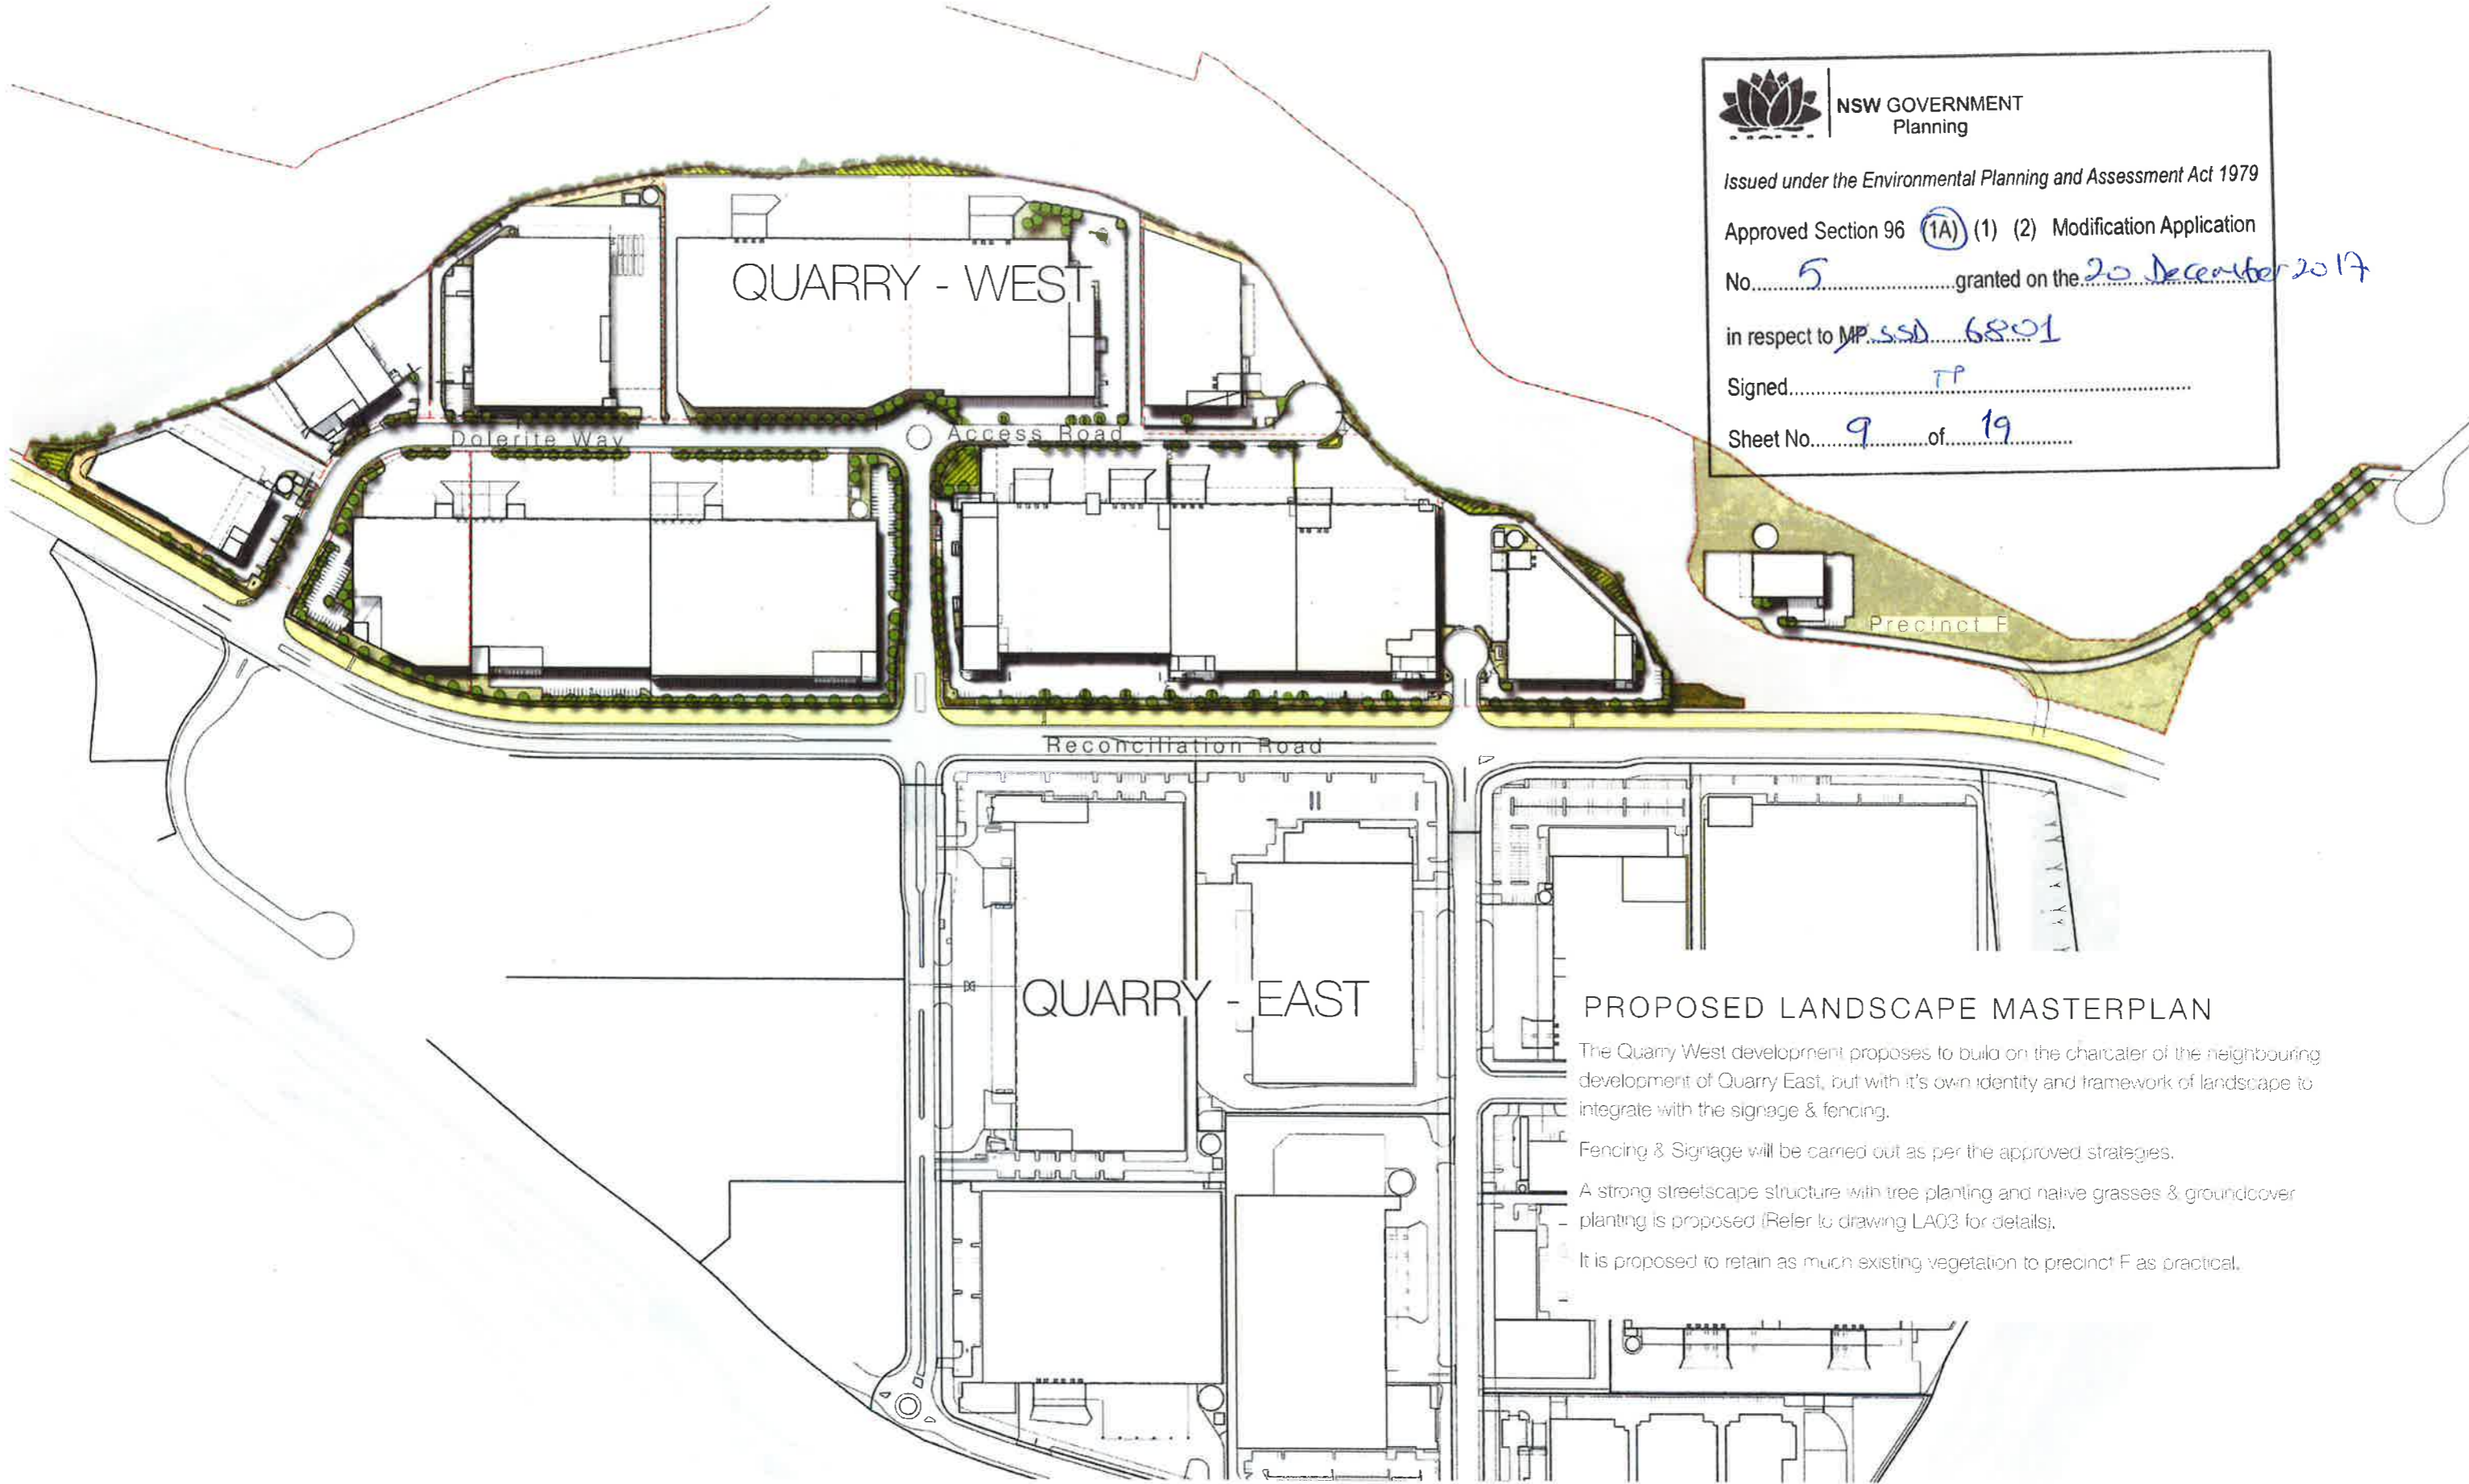 NSW GOVERNMENT
Planning
Issued under the Environmental Planning and Assessment Act 1979
Approved Section 96 (1A) (1) (2) Modification Application
No. 5 granted on the 20 December 2017
in respect to MP SSD 6801
Signed TP
Sheet No. 9 of 19
QUARRY - WEST
Dolerite Way
Access Road
Precinct F
Reconciliation Road
QUARRY - EAST
PROPOSED LANDSCAPE MASTERPLAN
The Quarry West development proposes to build on the charcater of the neighbouring
development of Quarry East, but with it's own identity and framework of landscape to
integrate with the signage & fencing.
Fencing & Signage will be carried out as per the approved strategies.
A strong streetscape structure with tree planting and native grasses & groundcover
planting is proposed (Refer to drawing LA03 for details).
It is proposed to retain as much existing vegetation to precinct F as practical.